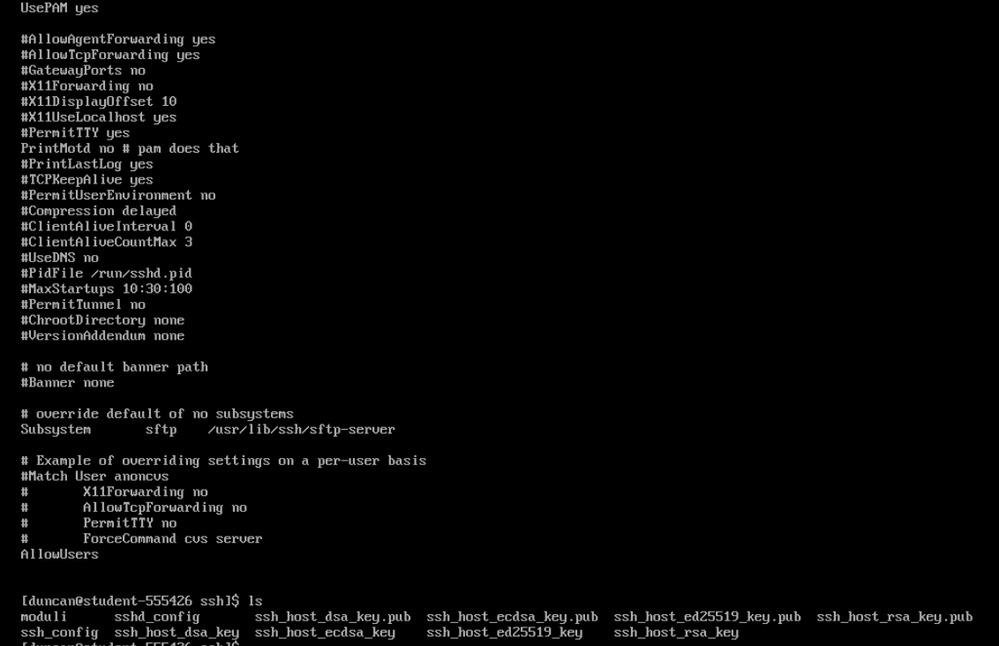 UsePAM yes
#AllowAgentForwarding yes
#AllowTcpForwarding yes
#GatewayPorts no
#X11Forwarding no
#X11DisplayOffset 10
#X11UseLocalhost yes
#PermitTTY yes
PrintMotd no # pam does that
#PrintLastLog yes
#TCPKeepAlive yes
#PermitUserEnvironment no
#Compression delayed
#ClientAliveInterval 0
#ClientAliveCountMax 3
#UseDNS no
#PidFile /run/sshd.pid
#MaxStartups 10:30:100
#PermitTunnel no
#ChrootDirectory none
#VersionAddendum none
# no default banner path
#Banner none
# override default of no subsystems
Subsystem       sftp    /usr/lib/ssh/sftp-server
# Example of overriding settings on a per-user basis
#Match User anoncvs
#       X11Forwarding no
#       AllowTcpForwarding no
#       PermitTTY no
#       ForceCommand cvs server
AllowUsers
[duncan@student-555426 ssh]$ ls
moduli      sshd_config       ssh_host_dsa_key.pub  ssh_host_ecdsa_key.pub  ssh_host_ed25519_key.pub  ssh_host_rsa_key.pub
ssh_config  ssh_host_dsa_key  ssh_host_ecdsa_key    ssh_host_ed25519_key    ssh_host_rsa_key
[duncan@student-555426 ssh]$